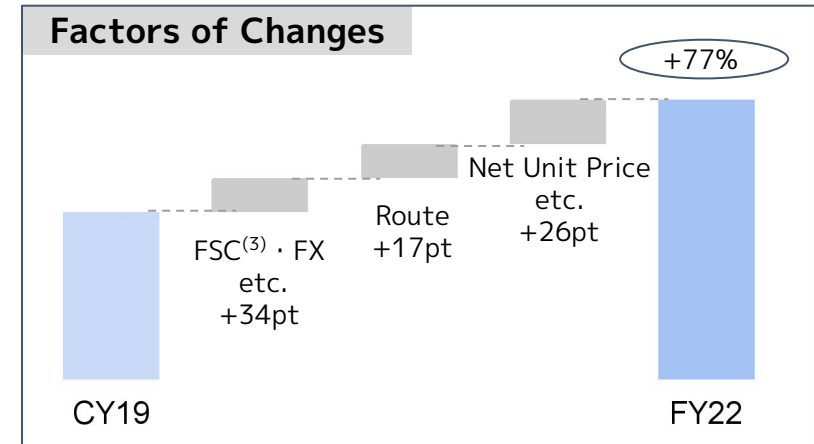 Factors of Changes
+77%
Net Unit Price
etc.
+26pt
Route
+17pt
FSC(3)・FX
etc.
+34pt
CY19
FY22